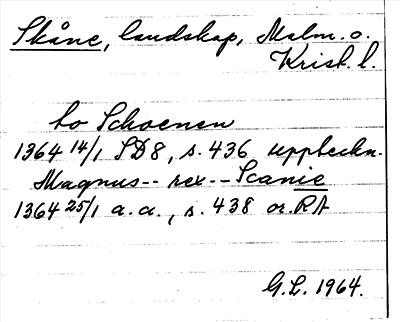 Skåne, landskap, Malm. o.
Krist. l.
to Schoenen
1364 14/1 SD8, s. 436 uppteckn.
Magnus -- rex -- Scanie
1364 25/1 a.a., s. 438 or. RA
G.L. 1964.